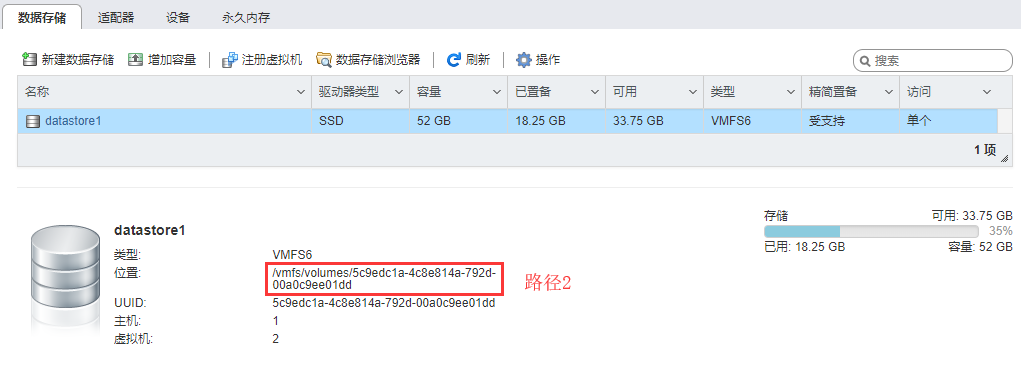 数据存储 适配器 设备 永久内存
新建数据存储 增加容量 注册虚拟机 数据存储浏览器 刷新 操作 搜索
名称 驱动器类型 容量 已置备 可用 类型 精简置备 访问
datastore1 SSD 52 GB 18.25 GB 33.75 GB VMFS6 受支持 单个
1 项
datastore1
类型: VMFS6
位置: /vmfs/volumes/5c9edc1a-4c8e814a-792d-
00a0c9ee01dd
路径2
UUID: 5c9edc1a-4c8e814a-792d-00a0c9ee01dd
主机: 1
虚拟机: 2
存储 可用: 33.75 GB
35%
已用: 18.25 GB 容量: 52 GB